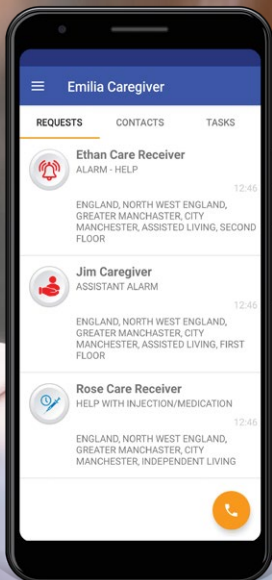 Emilia Caregiver
REQUESTS CONTACTS TASKS
Ethan Care Receiver
ALARM - HELP
12:46
ENGLAND, NORTH WEST ENGLAND,
GREATER MANCHASTER, CITY
MANCHESTER, ASSISTED LIVING, SECOND
FLOOR
Jim Caregiver
ASSISTANT ALARM
12:46
ENGLAND, NORTH WEST ENGLAND,
GREATER MANCHASTER, CITY
MANCHESTER, ASSISTED LIVING, FIRST
FLOOR
Rose Care Receiver
HELP WITH INJECTION/MEDICATION
12:46
ENGLAND, NORTH WEST ENGLAND,
GREATER MANCHASTER, CITY
MANCHESTER, INDEPENDENT LIVING